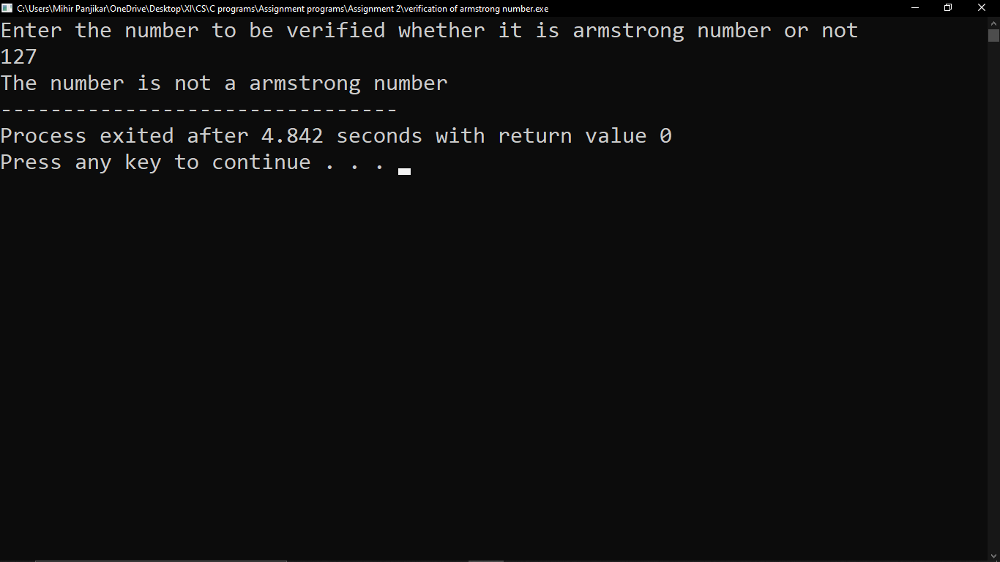 C:\Users\Mihir Panjikar\OneDrive\Desktop\XI\CS\C programs\Assignment programs\Assignment 2\verification of armstrong number.exe
Enter the number to be verified whether it is armstrong number or not
127
The number is not a armstrong number
--------------------------------
Process exited after 4.842 seconds with return value 0
Press any key to continue . . .